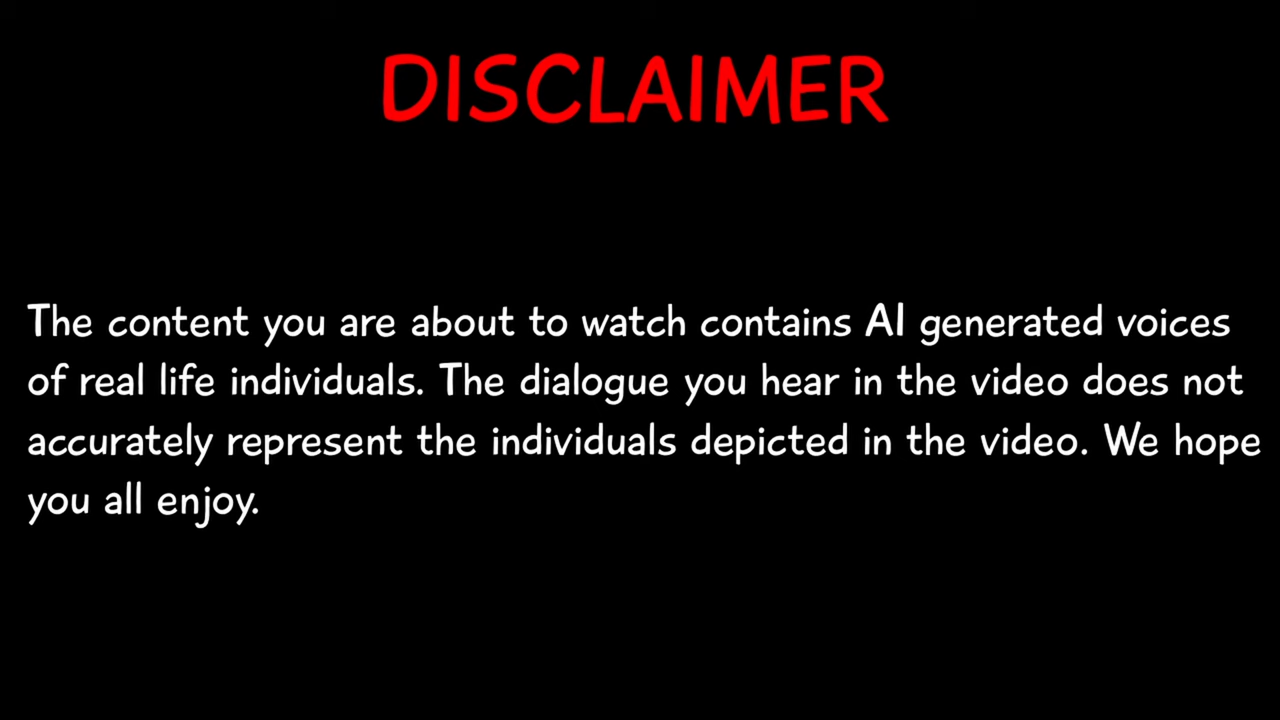 DISCLAIMER
The content you are about to watch contains AI generated voices
of real life individuals. The dialogue you hear in the video does not
accurately represent the individuals depicted in the video. We hope
you all enjoy.